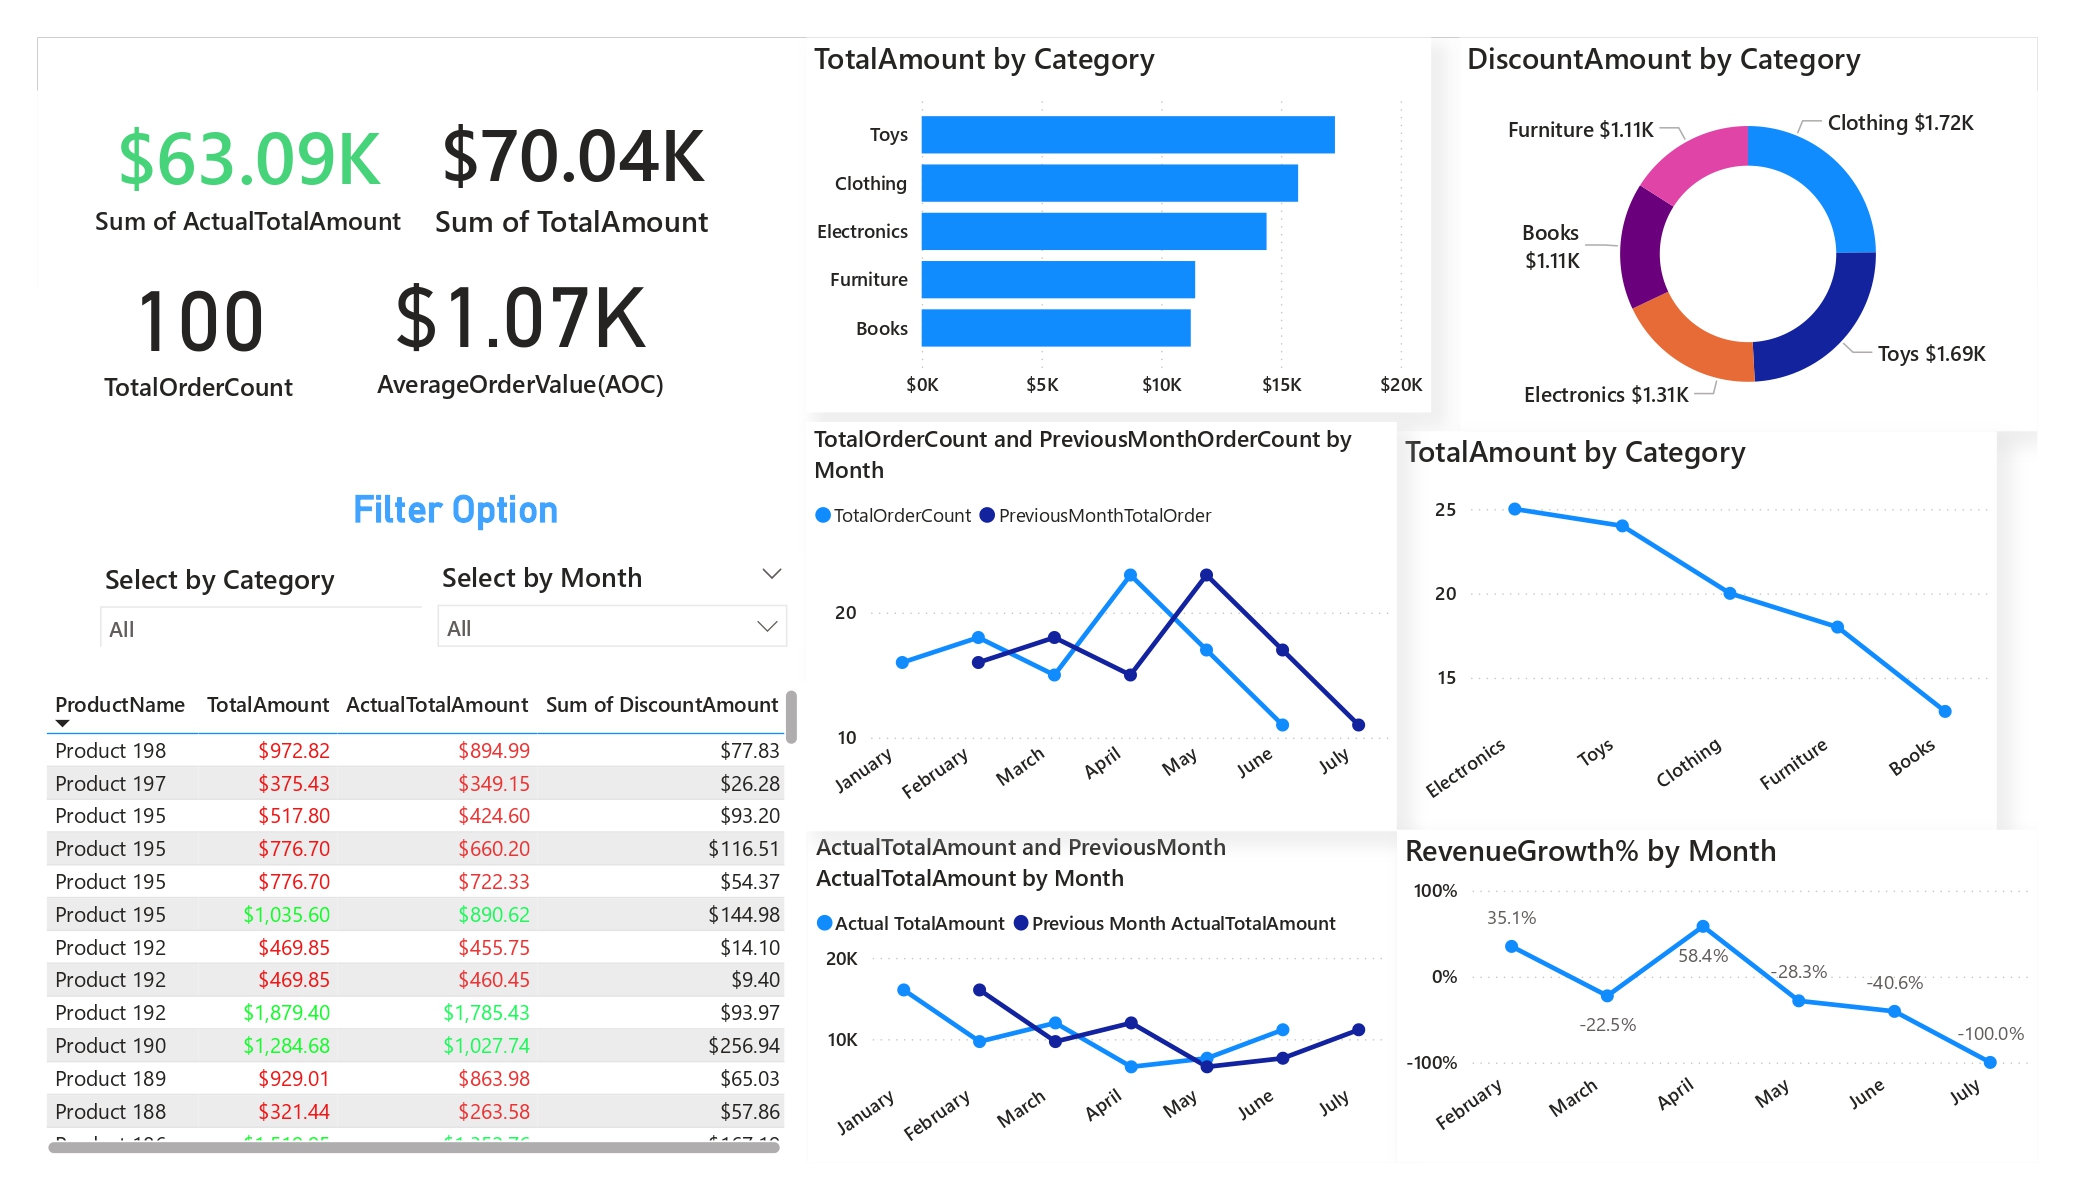 $63.09K
Sum of ActualTotalAmount
$70.04K
Sum of TotalAmount
100
TotalOrderCount
$1.07K
AverageOrderValue(AOC)
Filter Option
Select by Category
All
Select by Month
All
ProductName TotalAmount ActualTotalAmount Sum of DiscountAmount
Product 198 $972.82 $894.99 $77.83
Product 197 $375.43 $349.15 $26.28
Product 195 $517.80 $424.60 $93.20
Product 195 $776.70 $660.20 $116.51
Product 195 $776.70 $722.33 $54.37
Product 195 $1,035.60 $890.62 $144.98
Product 192 $469.85 $455.75 $14.10
Product 192 $469.85 $460.45 $9.40
Product 192 $1,879.40 $1,785.43 $93.97
Product 190 $1,284.68 $1,027.74 $256.94
Product 189 $929.01 $863.98 $65.03
Product 188 $321.44 $263.58 $57.86
TotalAmount by Category
Toys
Clothing
Electronics
Furniture
Books
$0K $5K $10K $15K $20K
DiscountAmount by Category
Furniture $1.11K
Clothing $1.72K
Books
$1.11K
Toys $1.69K
Electronics $1.31K
TotalOrderCount and PreviousMonthOrderCount by
Month
TotalOrderCount PreviousMonthTotalOrder
20
10
January February March April May June July
TotalAmount by Category
25
20
15
Electronics Toys Clothing Furniture Books
ActualTotalAmount and PreviousMonth
ActualTotalAmount by Month
Actual TotalAmount Previous Month ActualTotalAmount
20K
10K
January February March April May June July
RevenueGrowth% by Month
100%
0%
-100%
35.1%
-22.5%
58.4%
-28.3%
-40.6%
-100.0%
February March April May June July